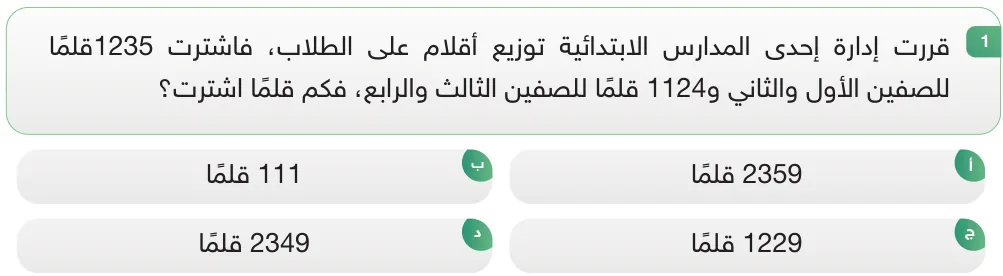 1
قررت إدارة إحدى المدارس الابتدائية توزيع أقلام على الطلاب، فاشترت 1235قلمًا
للصفين الأول والثاني و1124 قلمًا للصفين الثالث والرابع، فكم قلمًا اشترت؟
أ 2359 قلمًا
ب 111 قلمًا
ج 1229 قلمًا
د 2349 قلمًا